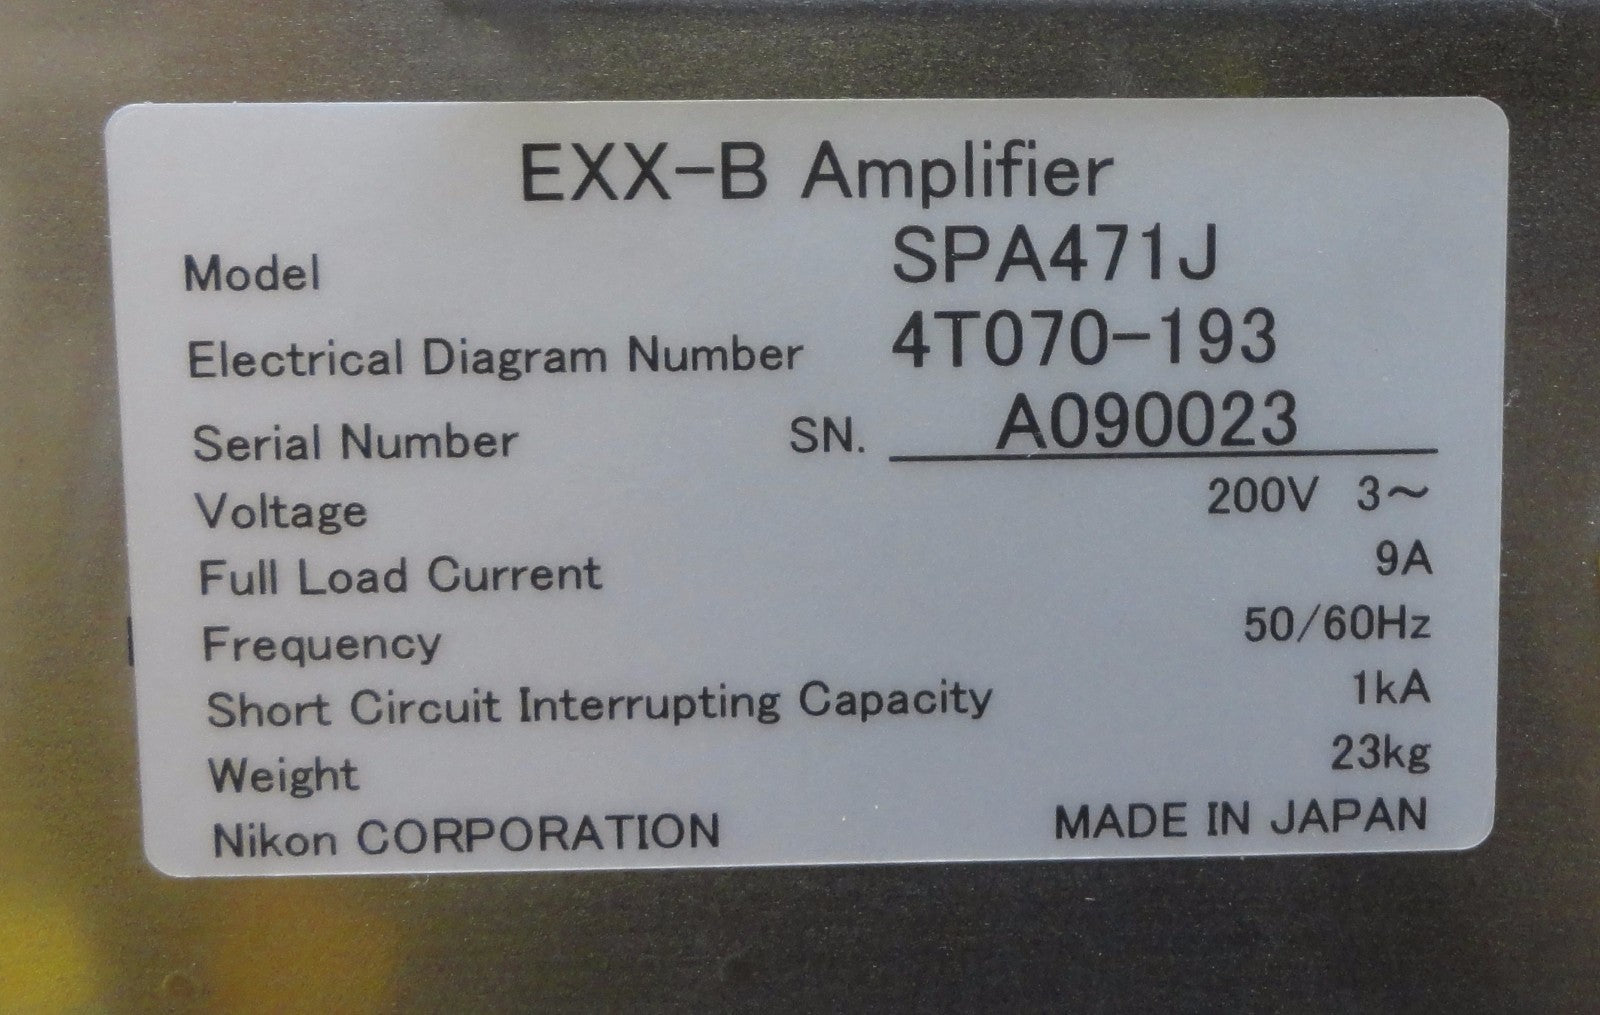 EXX-B Amplifier
Model SPA471J
Electrical Diagram Number 4T070-193
Serial Number SN. A090023
Voltage 200V 3～
Full Load Current 9A
Frequency 50/60Hz
Short Circuit Interrupting Capacity 1kA
Weight 23kg
Nikon CORPORATION MADE IN JAPAN